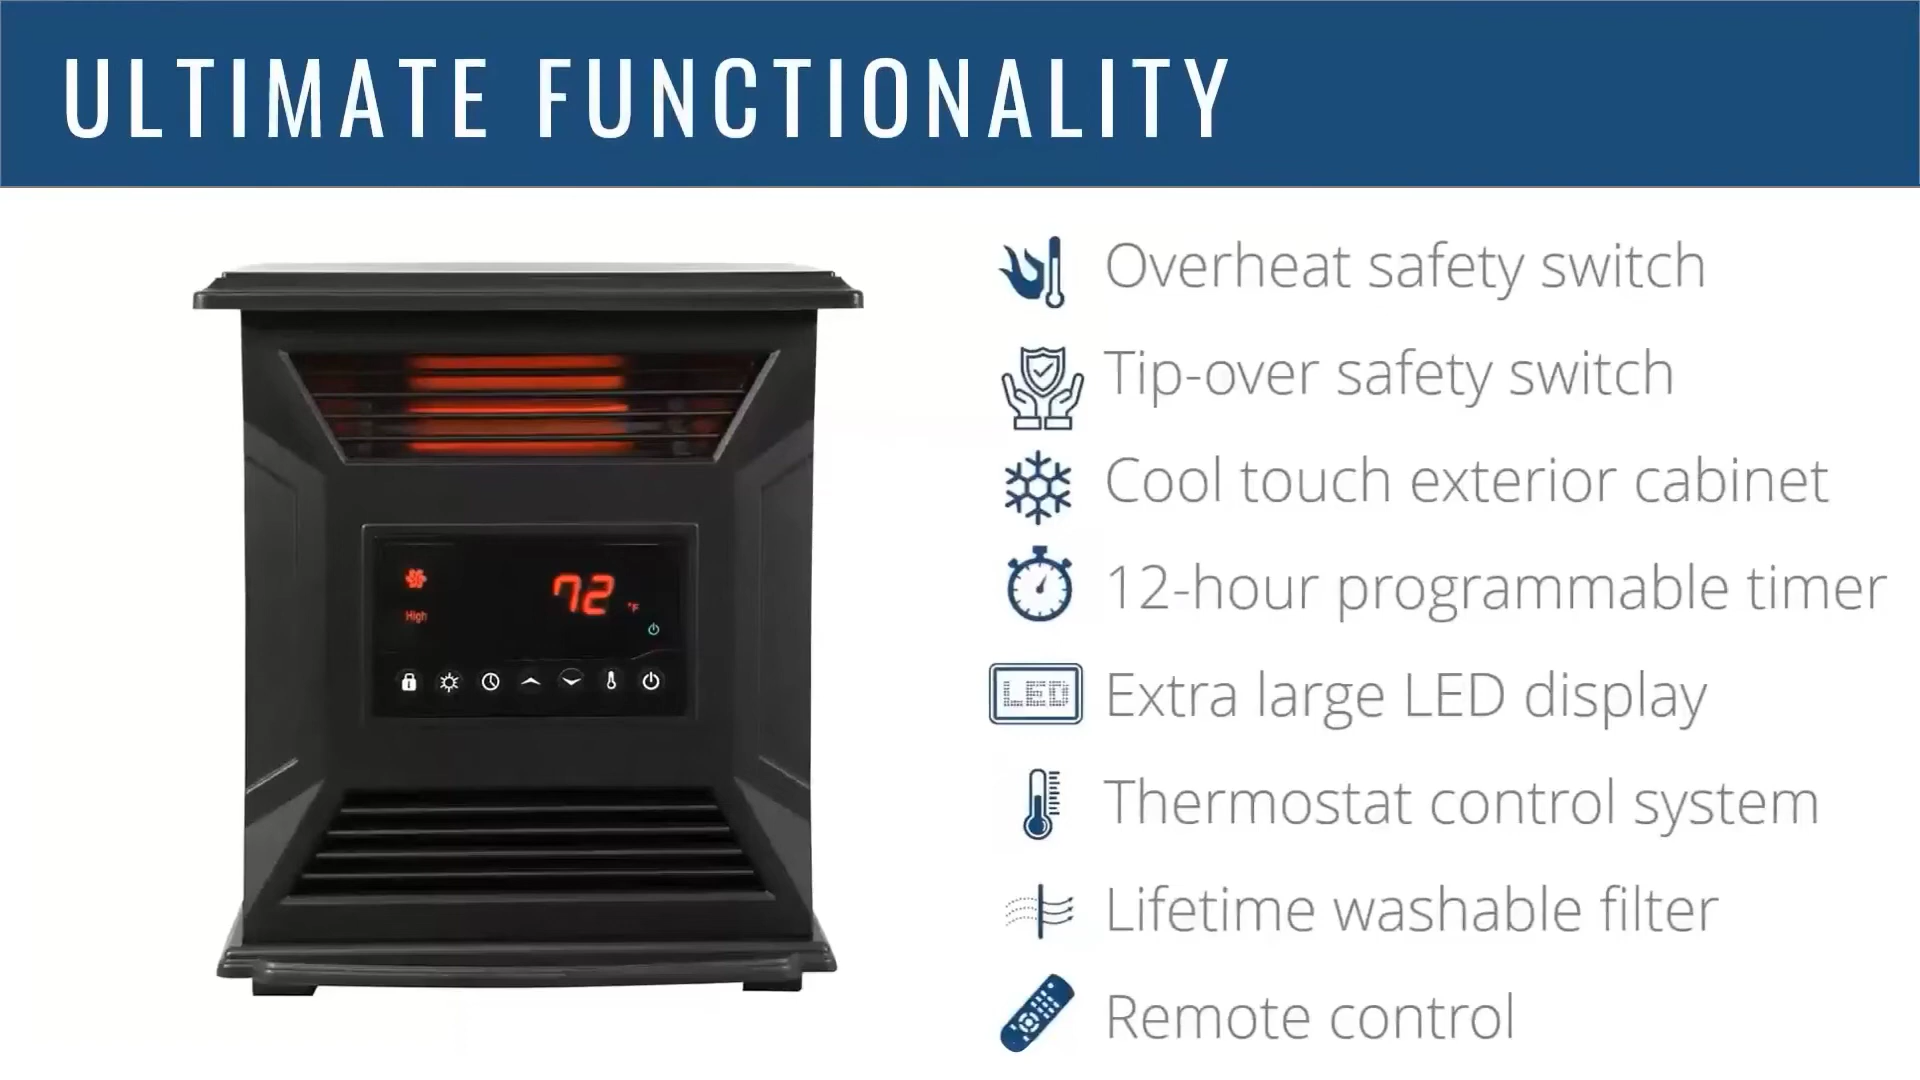 ULTIMATE FUNCTIONALITY
Overheat safety switch
Tip-over safety switch
Cool touch exterior cabinet
72 °F
High
12-hour programmable timer
LED
Extra large LED display
Thermostat control system
Lifetime washable filter
Remote control